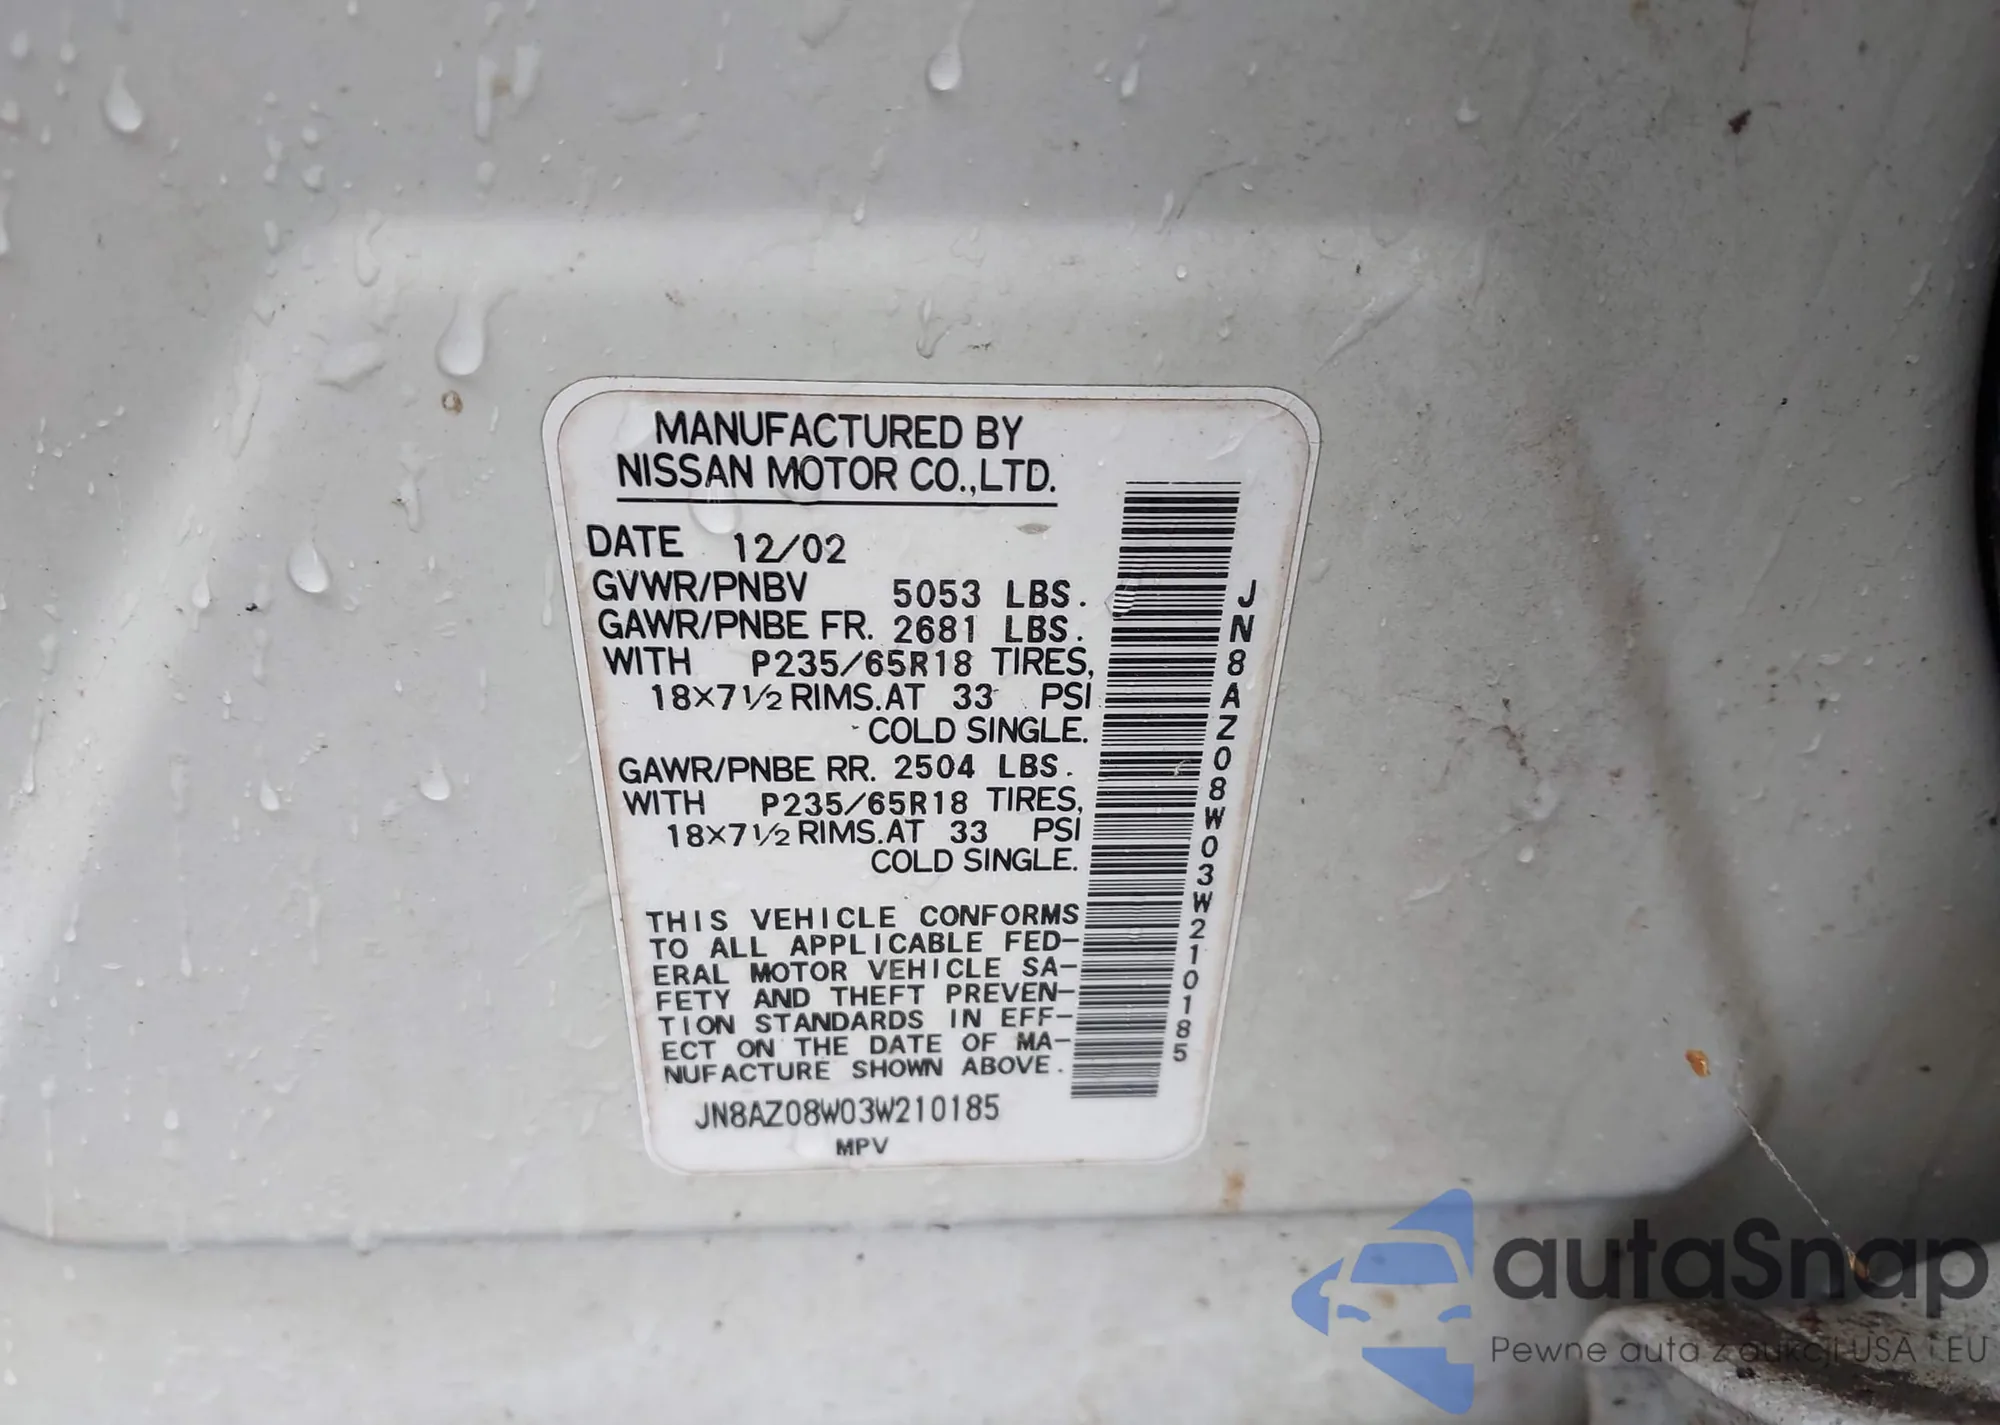 MANUFACTURED BY
NISSAN MOTOR CO.,LTD.
DATE 12/02
GVWR/PNBV 5053 LBS.
GAWR/PNBE FR. 2681 LBS.
WITH P235/65R18 TIRES,
18×7½ RIMS.AT 33 PSI
COLD SINGLE.
GAWR/PNBE RR. 2504 LBS.
WITH P235/65R18 TIRES,
18×7½ RIMS.AT 33 PSI
COLD SINGLE.
THIS VEHICLE CONFORMS
TO ALL APPLICABLE FED-
ERAL MOTOR VEHICLE SA-
FETY AND THEFT PREVEN-
TION STANDARDS IN EFF-
ECT ON THE DATE OF MA-
NUFACTURE SHOWN ABOVE.
JN8AZ08W03W210185
MPV
JN8AZ08W03W210185
autaSnap
Pewne auta z aukcji USA i EU